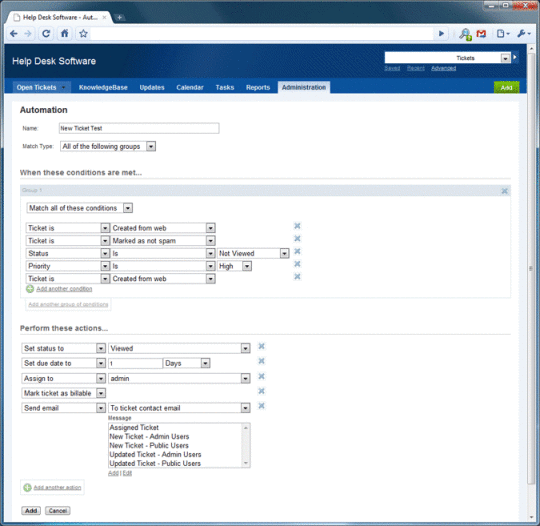 Help Desk Software - Aut...
Help Desk Software
Tickets
Saved Recent Advanced
Open Tickets KnowledgeBase Updates Calendar Tasks Reports Administration Add
Automation
Name: New Ticket Test
Match Type: All of the following groups
When these conditions are met...
Group 1
Match all of these conditions
Ticket is Created from web
Ticket is Marked as not spam
Status Is Not Viewed
Priority Is High
Ticket is Created from web
Add another condition
Add another group of conditions
Perform these actions...
Set status to Viewed
Set due date to 1 Days
Assign to admin
Mark ticket as billable
Send email To ticket contact email
Message
Assigned Ticket
New Ticket - Admin Users
New Ticket - Public Users
Updated Ticket - Admin Users
Updated Ticket - Public Users
Add | Edit
Add another action
Add Cancel